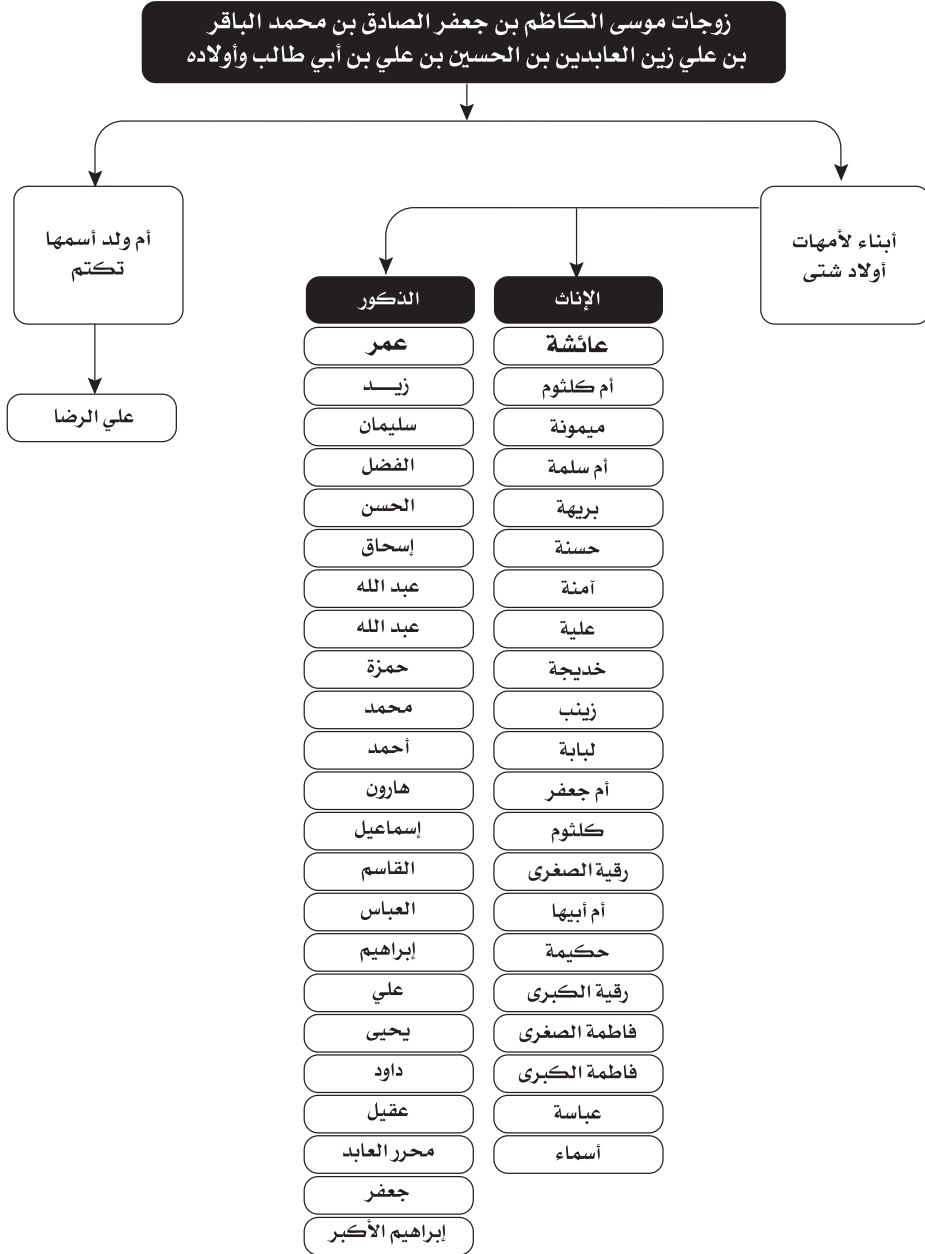 زوجات موسى الكاظم بن جعفر الصادق بن محمد الباقر
بن علي زين العابدين بن الحسين بن علي بن أبي طالب وأولاده
أبناء لأمهات
أولاد شتى
أم ولد أسمها
تكتم
علي الرضا
الإناث
عائشة
أم كلثوم
ميمونة
أم سلمة
بريهة
حسنة
آمنة
علية
خديجة
زينب
لبابة
أم جعفر
كلثوم
رقية الصغرى
أم أبيها
حكيمة
رقية الكبرى
فاطمة الصغرى
فاطمة الكبرى
عباسة
أسماء
الذكور
عمر
زيــــد
سليمان
الفضل
الحسن
إسحاق
عبد الله
عبد الله
حمزة
محمد
أحمد
هارون
إسماعيل
القاسم
العباس
إبراهيم
علي
يحيى
داود
عقيل
محرر العابد
جعفر
إبراهيم الأكبر